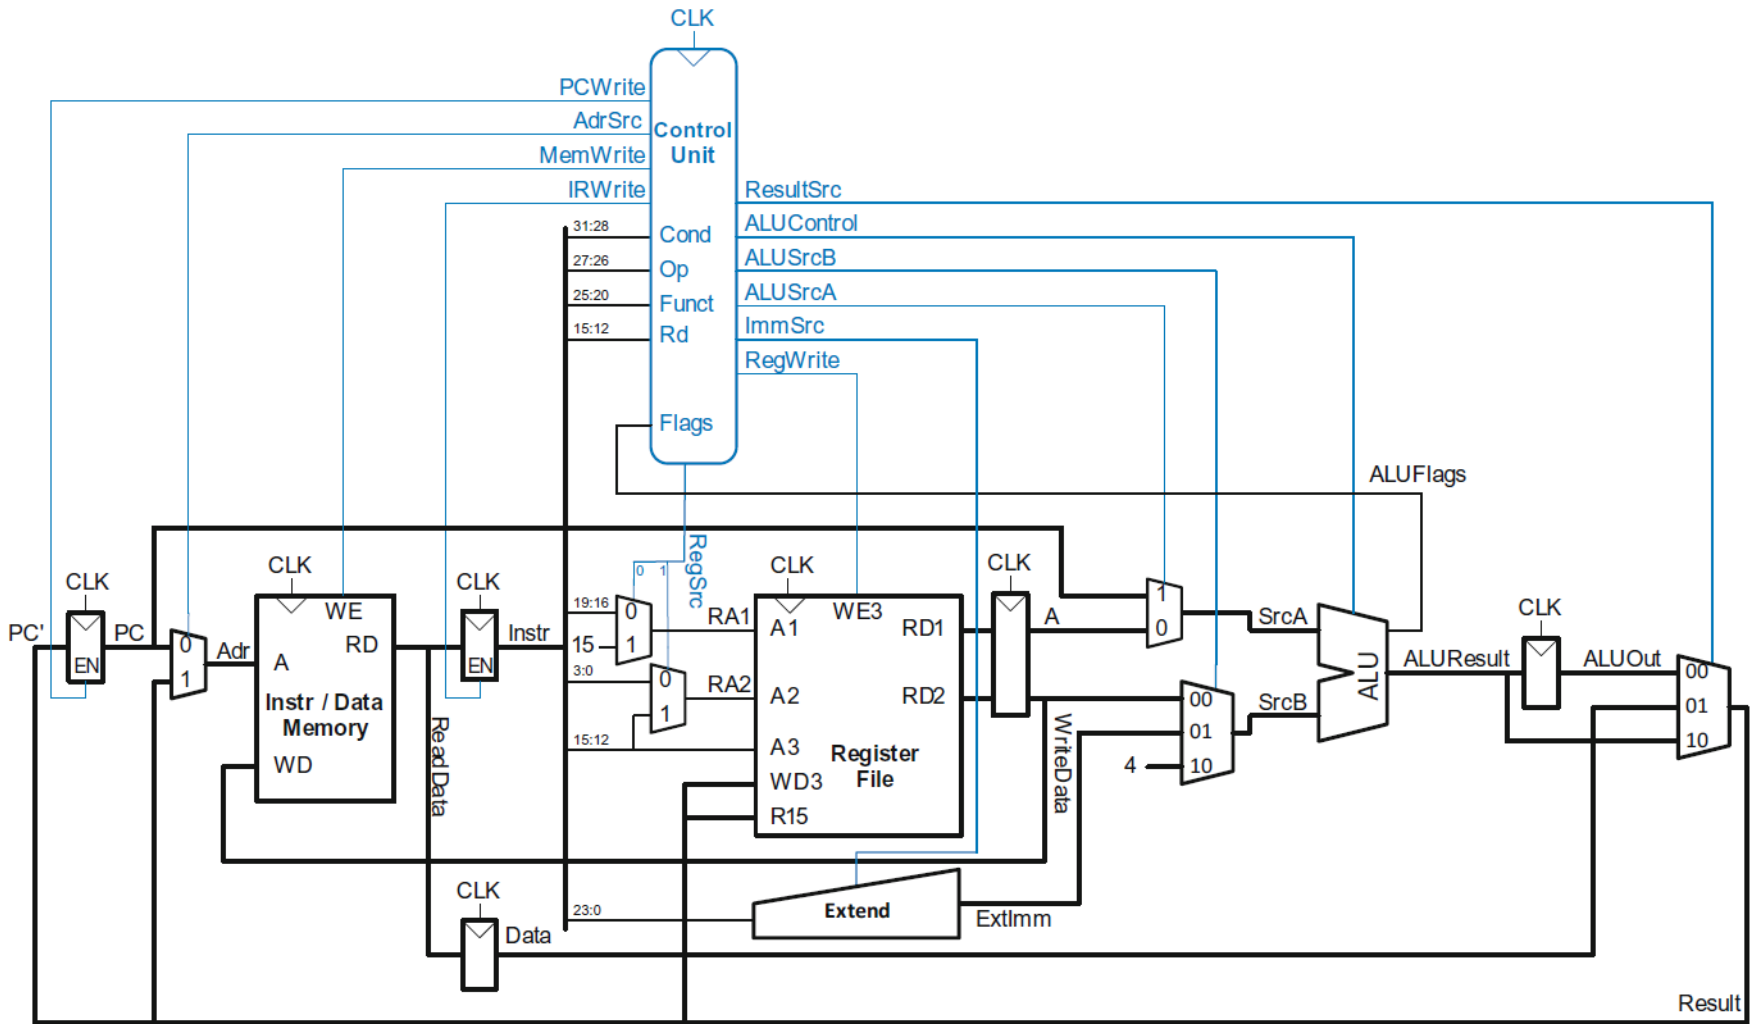 CLK
PCWrite
AdrSrc
MemWrite
IRWrite
Control
Unit
ResultSrc
ALUControl
ALUSrcB
ALUSrcA
ImmSrc
RegWrite
31:28
Cond
27:26
Op
25:20
Funct
15:12
Rd
Flags
ALUFlags
RegSrc
0 1
CLK
PC'
EN
PC
0
1
Adr
CLK
WE
RD
A
Instr / Data
Memory
WD
ReadData
CLK
EN
Instr
19:16
15
0
1
RA1
3:0
0
1
RA2
15:12
CLK
WE3
A1
RD1
A2
RD2
A3
Register
File
WD3
R15
CLK
A
WriteData
1
0
SrcA
00
01
10
4
SrcB
ALU
ALUResult
CLK
ALUOut
00
01
10
23:0
Extend
ExtImm
CLK
Data
Result